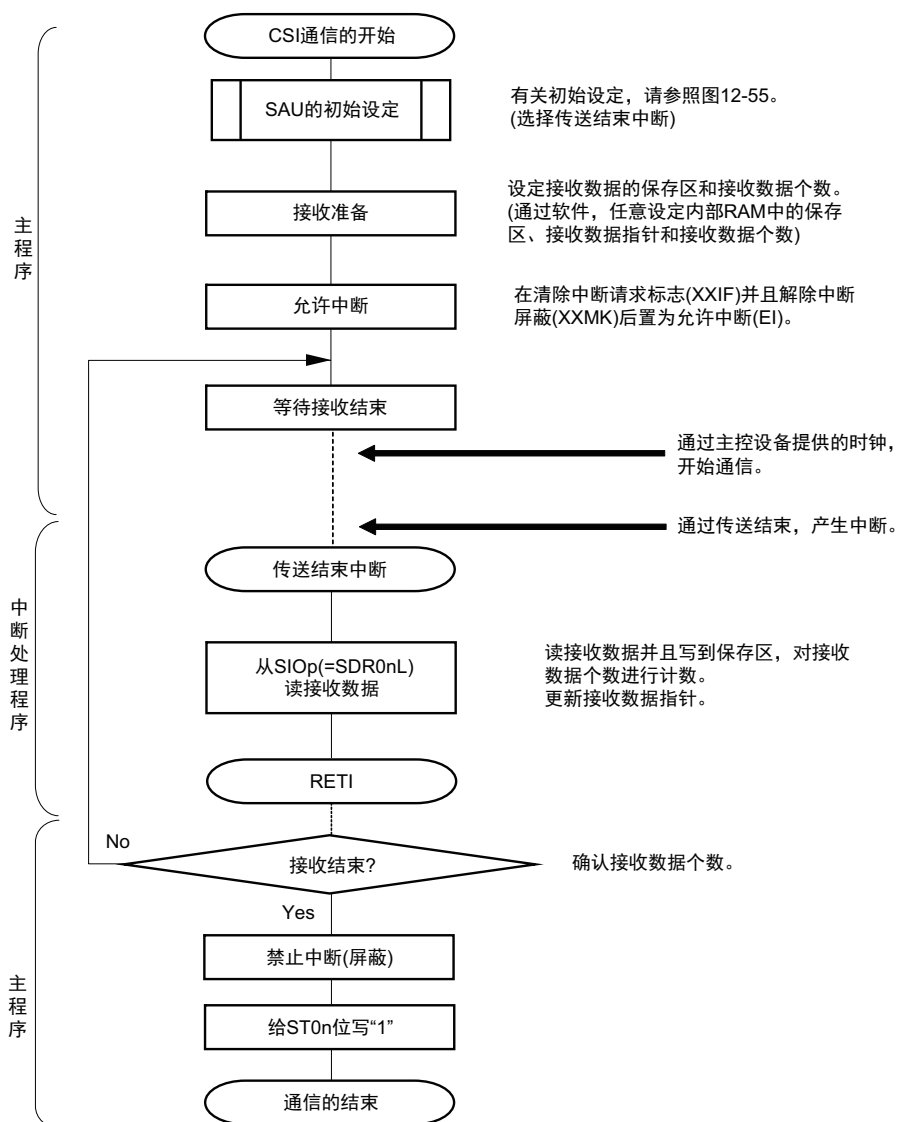 CSI通信的开始
SAU的初始设定
有关初始设定，请参照图12-55。
(选择传送结束中断)
接收准备
设定接收数据的保存区和接收数据个数。
(通过软件，任意设定内部RAM中的保存
区、接收数据指针和接收数据个数)
主程序
允许中断
在清除中断请求标志(XXIF)并且解除中断
屏蔽(XXMK)后置为允许中断(EI)。
等待接收结束
通过主控设备提供的时钟，
开始通信。
通过传送结束，产生中断。
传送结束中断
中断处理程序
从SIOp(=SDR0nL)
读接收数据
读接收数据并且写到保存区，对接收
数据个数进行计数。
更新接收数据指针。
RETI
No
接收结束?
确认接收数据个数。
Yes
禁止中断(屏蔽)
主程序
给ST0n位写“1”
通信的结束